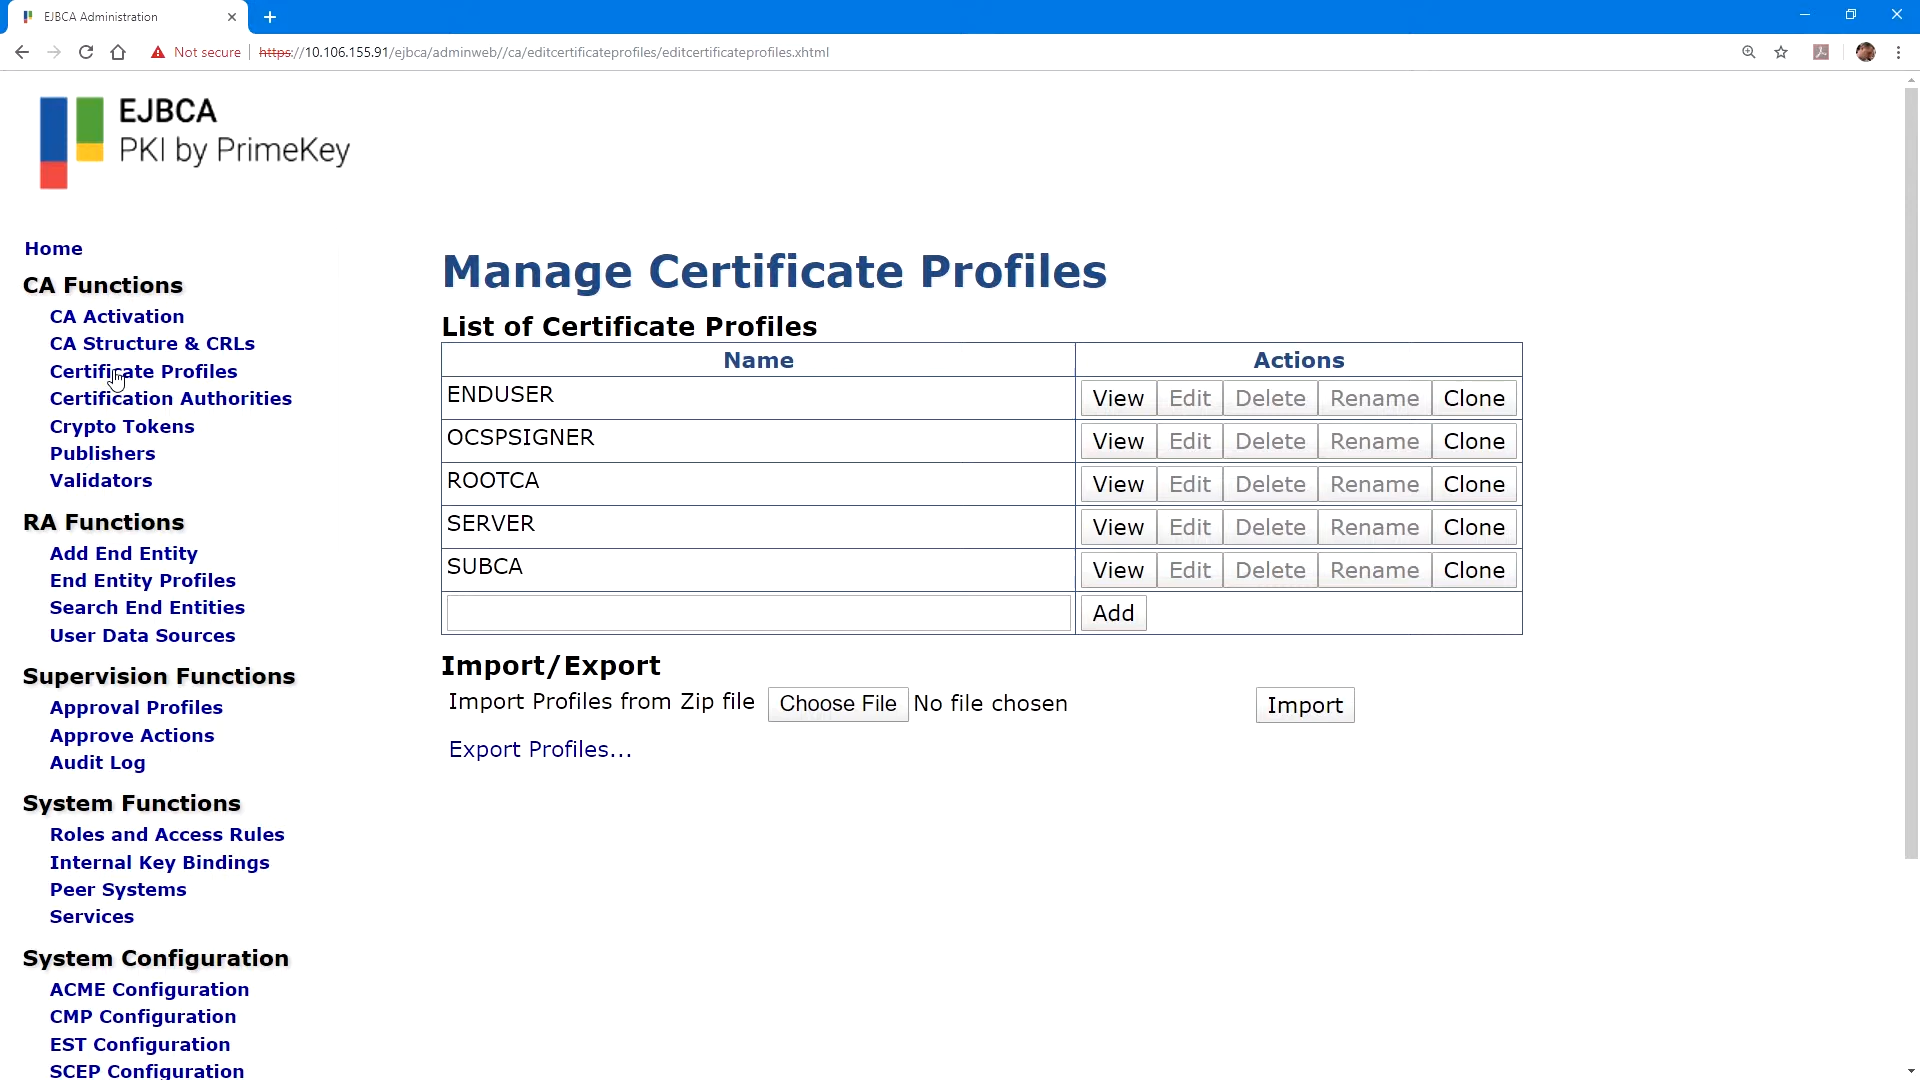 EJBCA Administration
Not secure https://10.106.155.91/ejbca/adminweb//ca/editcertificateprofiles/editcertificateprofiles.xhtml
EJBCA
PKI by PrimeKey
Home
CA Functions
CA Activation
CA Structure & CRLs
Certificate Profiles
Certification Authorities
Crypto Tokens
Publishers
Validators
RA Functions
Add End Entity
End Entity Profiles
Search End Entities
User Data Sources
Supervision Functions
Approval Profiles
Approve Actions
Audit Log
System Functions
Roles and Access Rules
Internal Key Bindings
Peer Systems
Services
System Configuration
ACME Configuration
CMP Configuration
EST Configuration
SCEP Configuration
Manage Certificate Profiles
List of Certificate Profiles
Name Actions
ENDUSER View Edit Delete Rename Clone
OCSPSIGNER View Edit Delete Rename Clone
ROOTCA View Edit Delete Rename Clone
SERVER View Edit Delete Rename Clone
SUBCA View Edit Delete Rename Clone
Add
Import/Export
Import Profiles from Zip file Choose File No file chosen Import
Export Profiles...